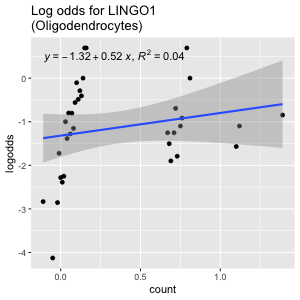 Log odds for LINGO1
(Oligodendrocytes)
y = −1.32 + 0.52 x, R² = 0.04
0
-1
-2
-3
-4
logodds
0.0 0.5 1.0
count